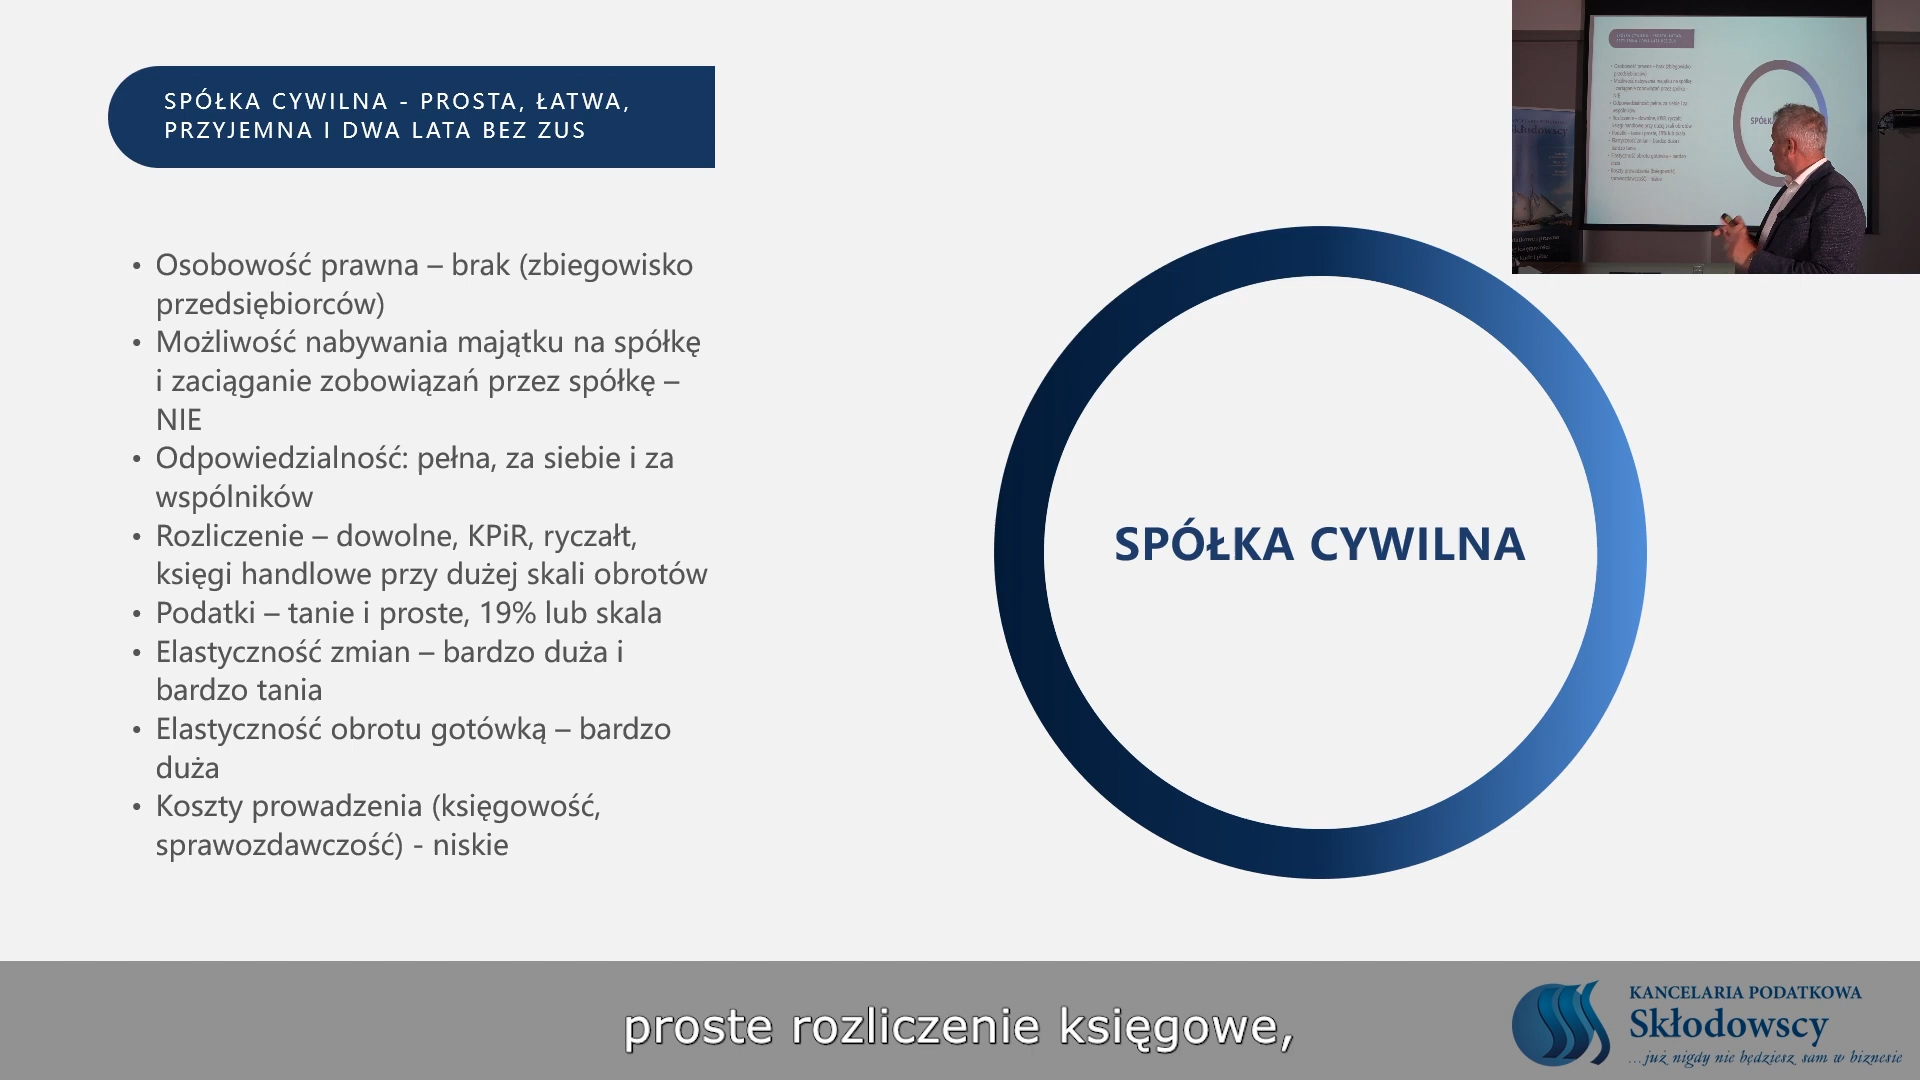 SPÓŁKA CYWILNA - PROSTA, ŁATWA,
PRZYJEMNA I DWA LATA BEZ ZUS
• Osobowość prawna – brak (zbiegowisko
przedsiębiorców)
• Możliwość nabywania majątku na spółkę
i zaciąganie zobowiązań przez spółkę –
NIE
• Odpowiedzialność: pełna, za siebie i za
wspólników
• Rozliczenie – dowolne, KPiR, ryczałt,
księgi handlowe przy dużej skali obrotów
• Podatki – tanie i proste, 19% lub skala
• Elastyczność zmian – bardzo duża i
bardzo tania
• Elastyczność obrotu gotówką – bardzo
duża
• Koszty prowadzenia (księgowość,
sprawozdawczość) - niskie
SPÓŁKA CYWILNA
proste rozliczenie księgowe,
KANCELARIA PODATKOWA
Skłodowscy
...już nigdy nie będziesz sam w biznesie